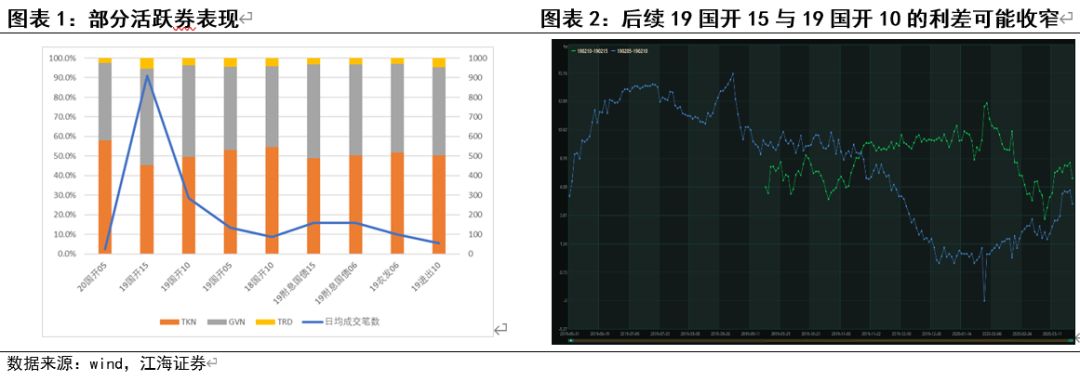 图表 1：部分活跃券表现
图表 2：后续 19 国开 15 与 19 国开 10 的利差可能收窄
100.0%
90.0%
80.0%
70.0%
60.0%
50.0%
40.0%
30.0%
20.0%
10.0%
0.0%
1000
900
800
700
600
500
400
300
200
100
0
20国开05
19国开15
19国开10
19国开05
18国开10
19附息国债15
19附息国债06
19农发06
19进出10
TKN GVN TRD 日均成交笔数
190210-190215 190205-190210
数据来源：wind，江海证券